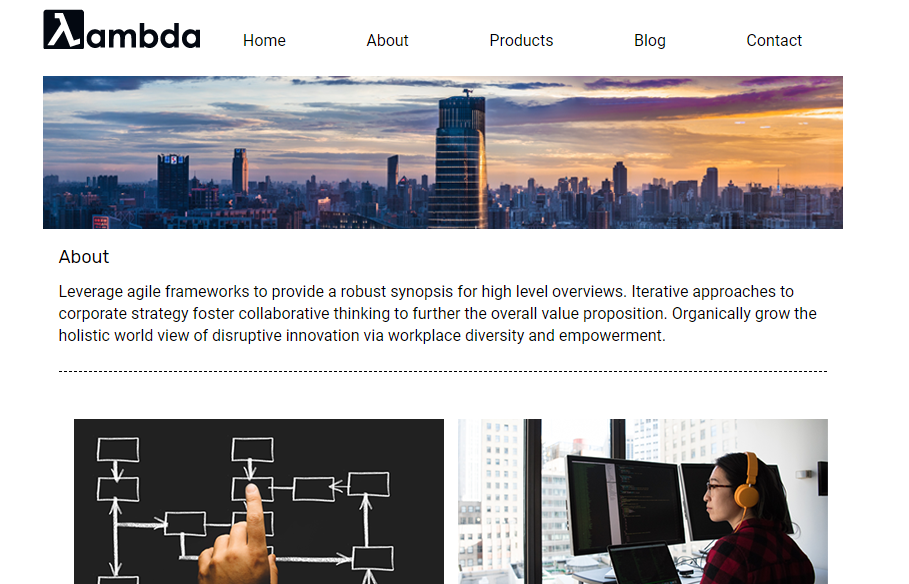 λambda
Home About Products Blog Contact
About
Leverage agile frameworks to provide a robust synopsis for high level overviews. Iterative approaches to
corporate strategy foster collaborative thinking to further the overall value proposition. Organically grow the
holistic world view of disruptive innovation via workplace diversity and empowerment.